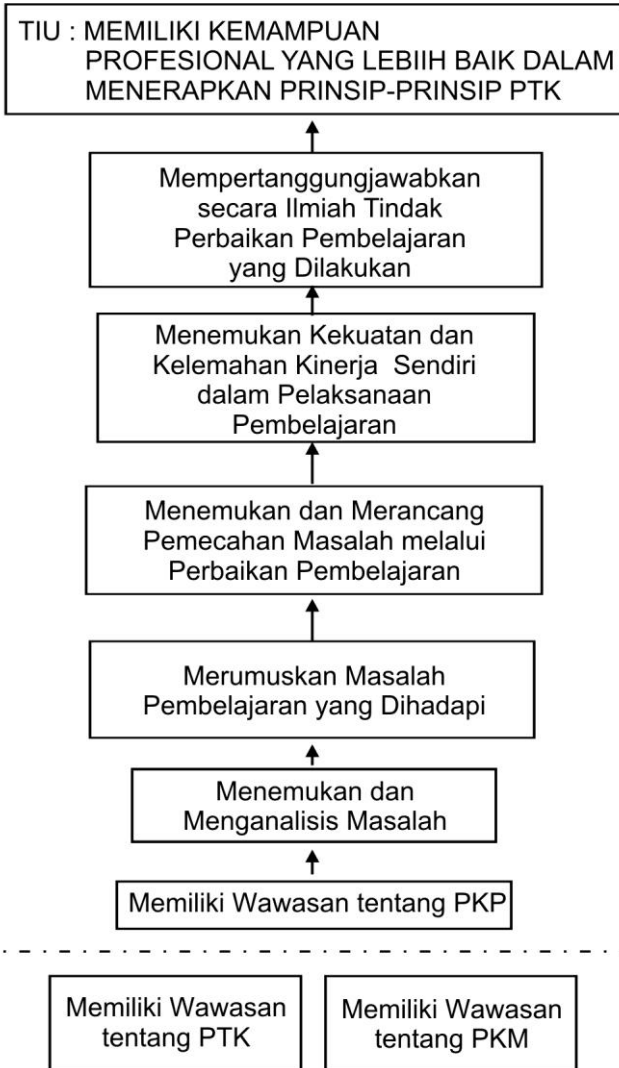 TIU : MEMILIKI KEMAMPUAN
PROFESIONAL YANG LEBIIH BAIK DALAM
MENERAPKAN PRINSIP-PRINSIP PTK
Mempertanggungjawabkan
secara Ilmiah Tindak
Perbaikan Pembelajaran
yang Dilakukan
Menemukan Kekuatan dan
Kelemahan Kinerja Sendiri
dalam Pelaksanaan
Pembelajaran
Menemukan dan Merancang
Pemecahan Masalah melalui
Perbaikan Pembelajaran
Merumuskan Masalah
Pembelajaran yang Dihadapi
Menemukan dan
Menganalisis Masalah
Memiliki Wawasan tentang PKP
Memiliki Wawasan
tentang PTK
Memiliki Wawasan
tentang PKM